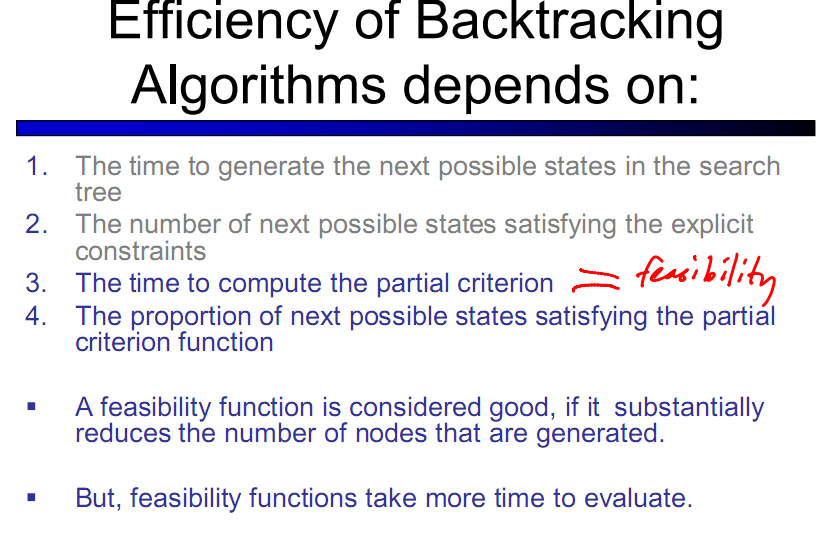 Efficiency of Backtracking
Algorithms depends on:
1. The time to generate the next possible states in the search
tree
2. The number of next possible states satisfying the explicit
constraints
3. The time to compute the partial criterion = feasibility
4. The proportion of next possible states satisfying the partial
criterion function
▪ A feasibility function is considered good, if it substantially
reduces the number of nodes that are generated.
▪ But, feasibility functions take more time to evaluate.